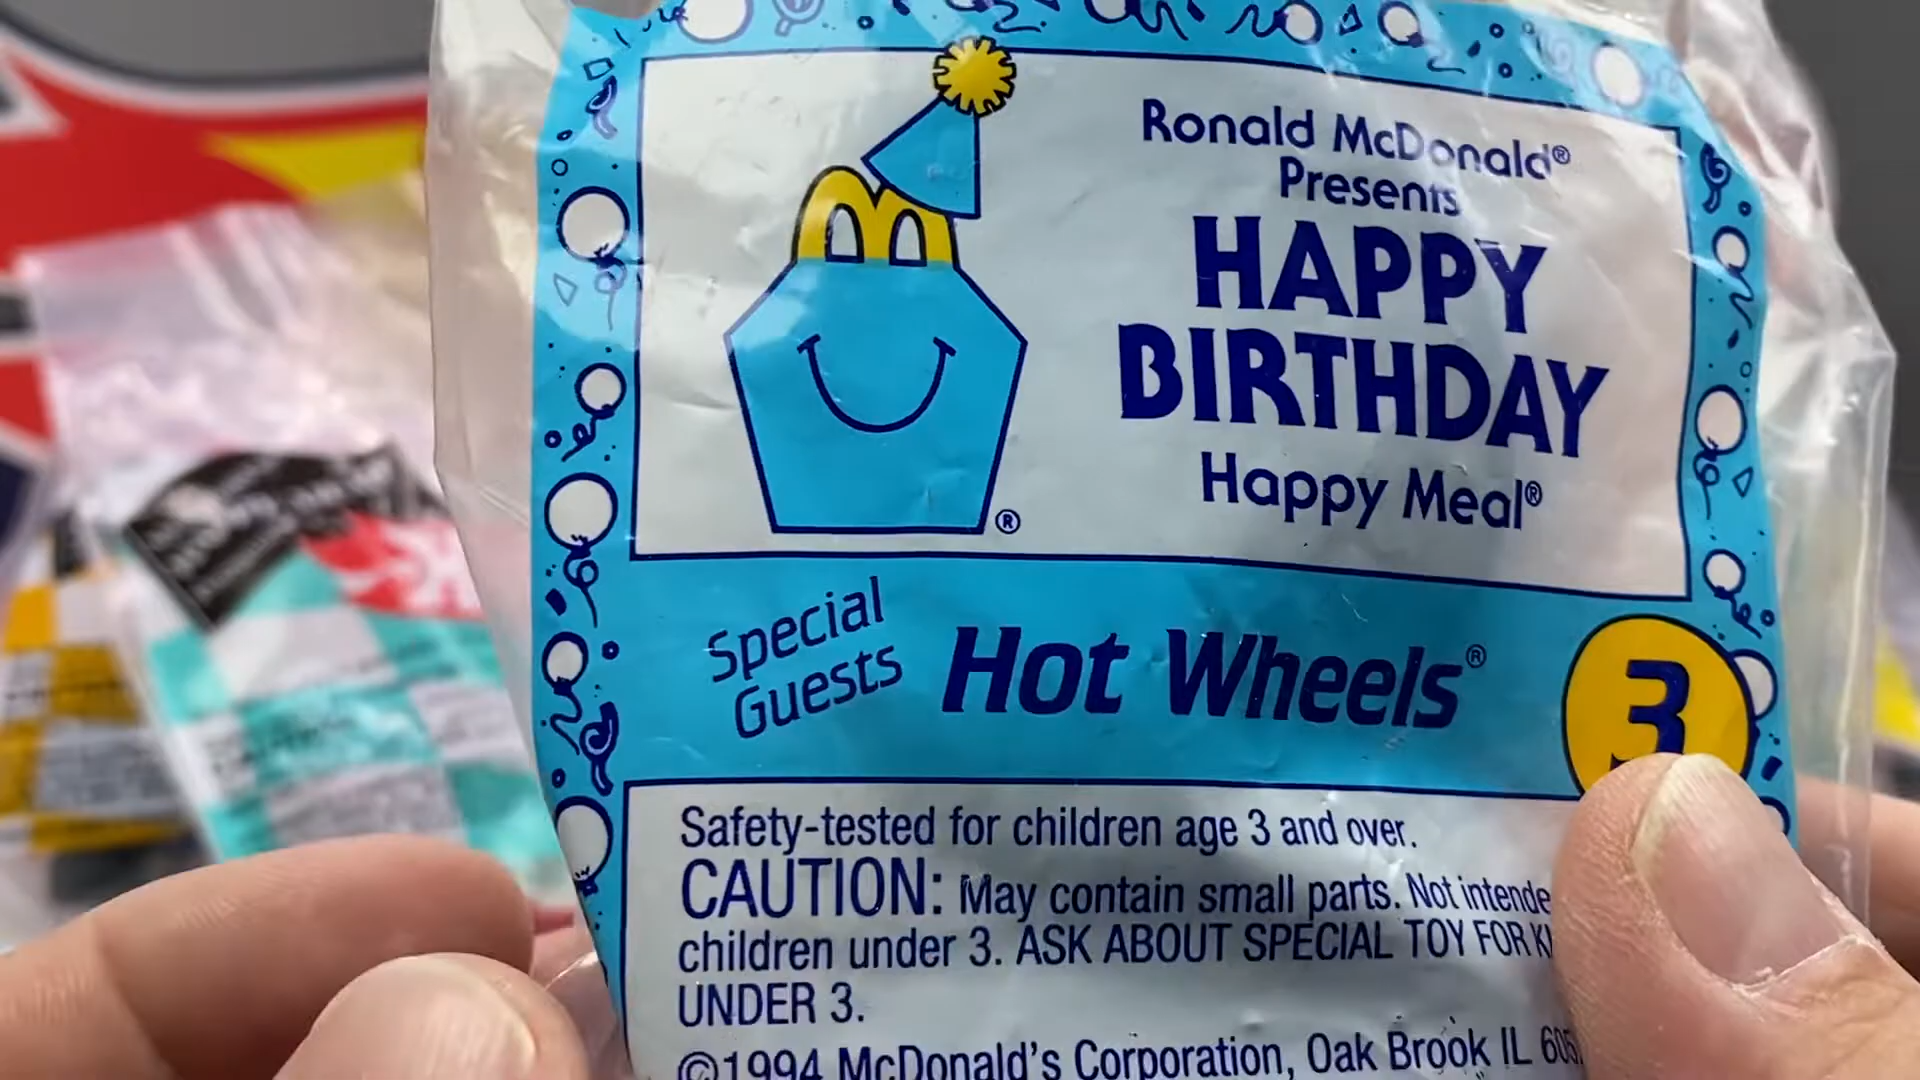 Ronald McDonald®
Presents
HAPPY
BIRTHDAY
Happy Meal®
®
Special
Guests
Hot Wheels®
3
Safety-tested for children age 3 and over.
CAUTION: May contain small parts. Not intende
children under 3. ASK ABOUT SPECIAL TOY FOR
UNDER 3.
©1994 McDonald's Corporation, Oak Brook IL 605